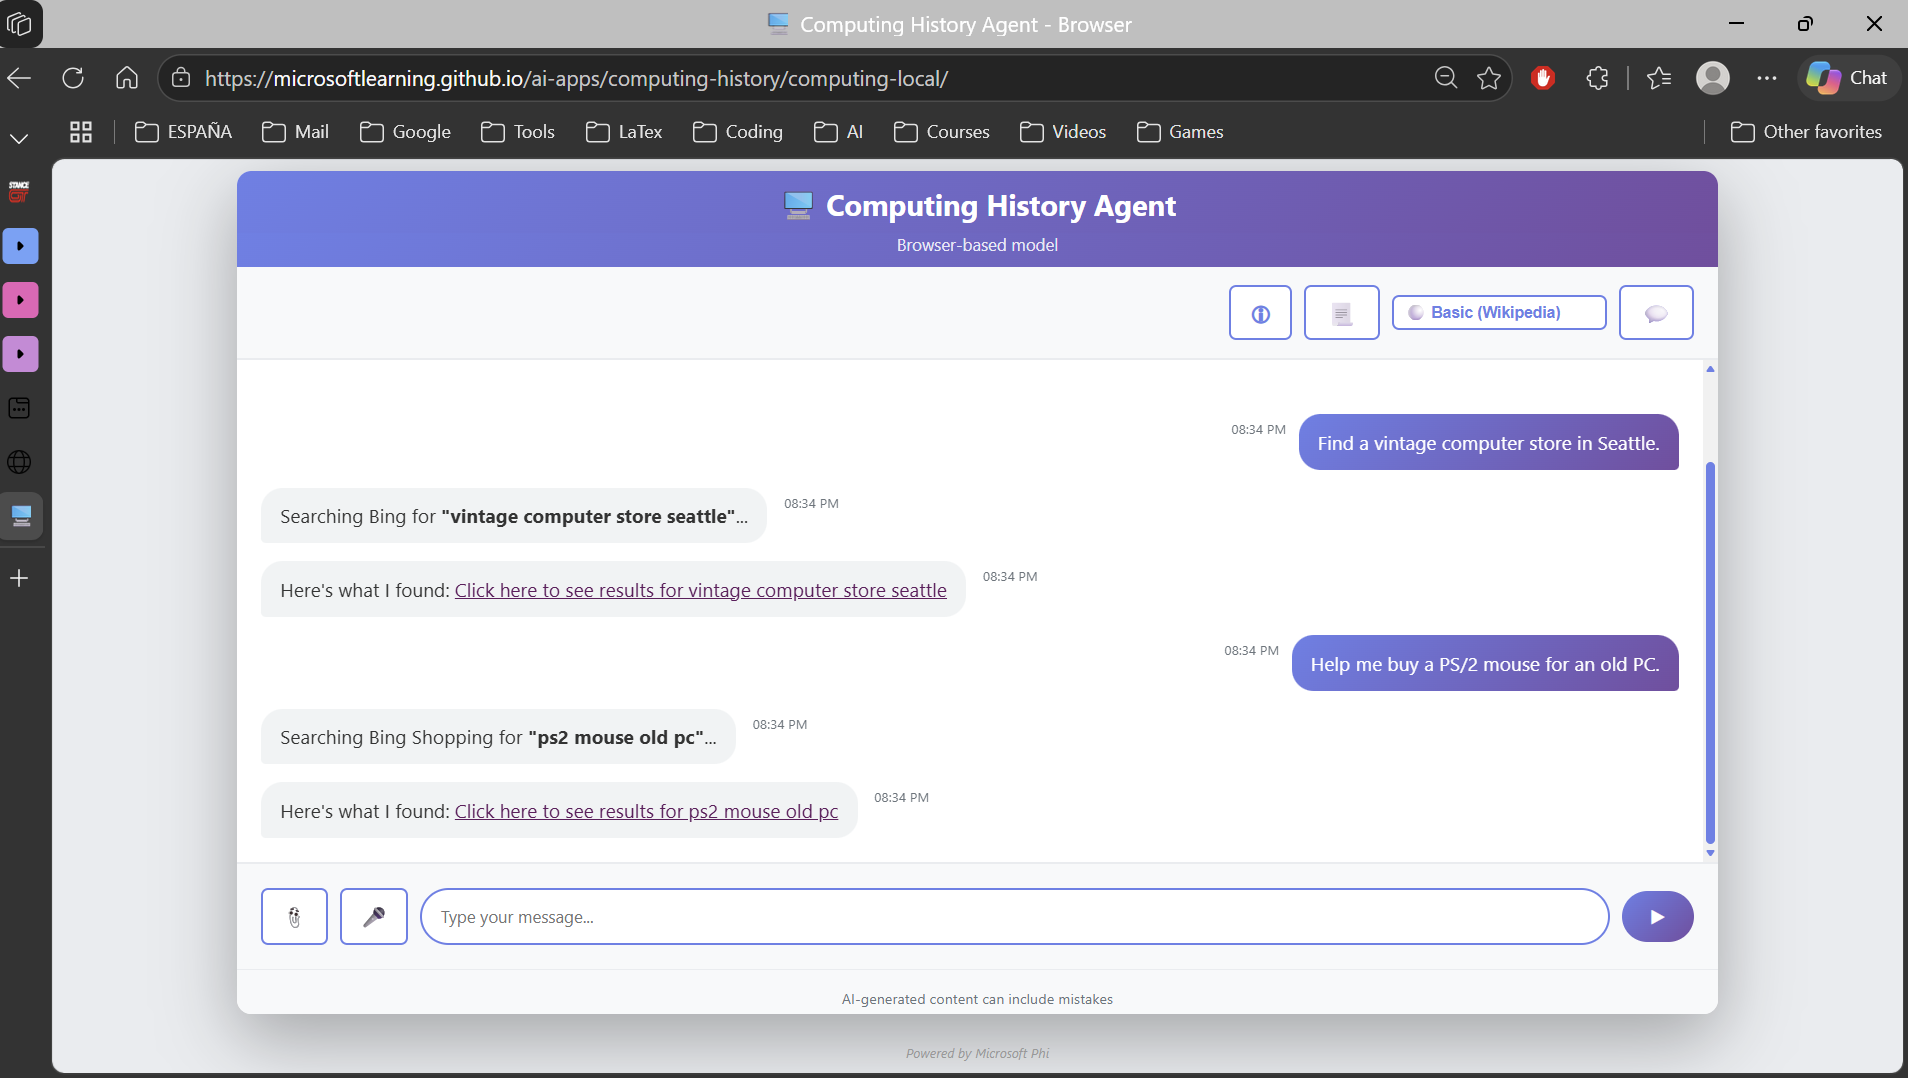 Computing History Agent - Browser
https://microsoftlearning.github.io/ai-apps/computing-history/computing-local/
Chat
ESPAÑA
Mail
Google
Tools
LaTex
Coding
AI
Courses
Videos
Games
Other favorites
STANCE
Computing History Agent
Browser-based model
Basic (Wikipedia)
08:34 PM
Find a vintage computer store in Seattle.
Searching Bing for "vintage computer store seattle"...
08:34 PM
Here's what I found: Click here to see results for vintage computer store seattle
08:34 PM
08:34 PM
Help me buy a PS/2 mouse for an old PC.
Searching Bing Shopping for "ps2 mouse old pc"...
08:34 PM
Here's what I found: Click here to see results for ps2 mouse old pc
08:34 PM
Type your message...
AI-generated content can include mistakes
Powered by Microsoft Phi